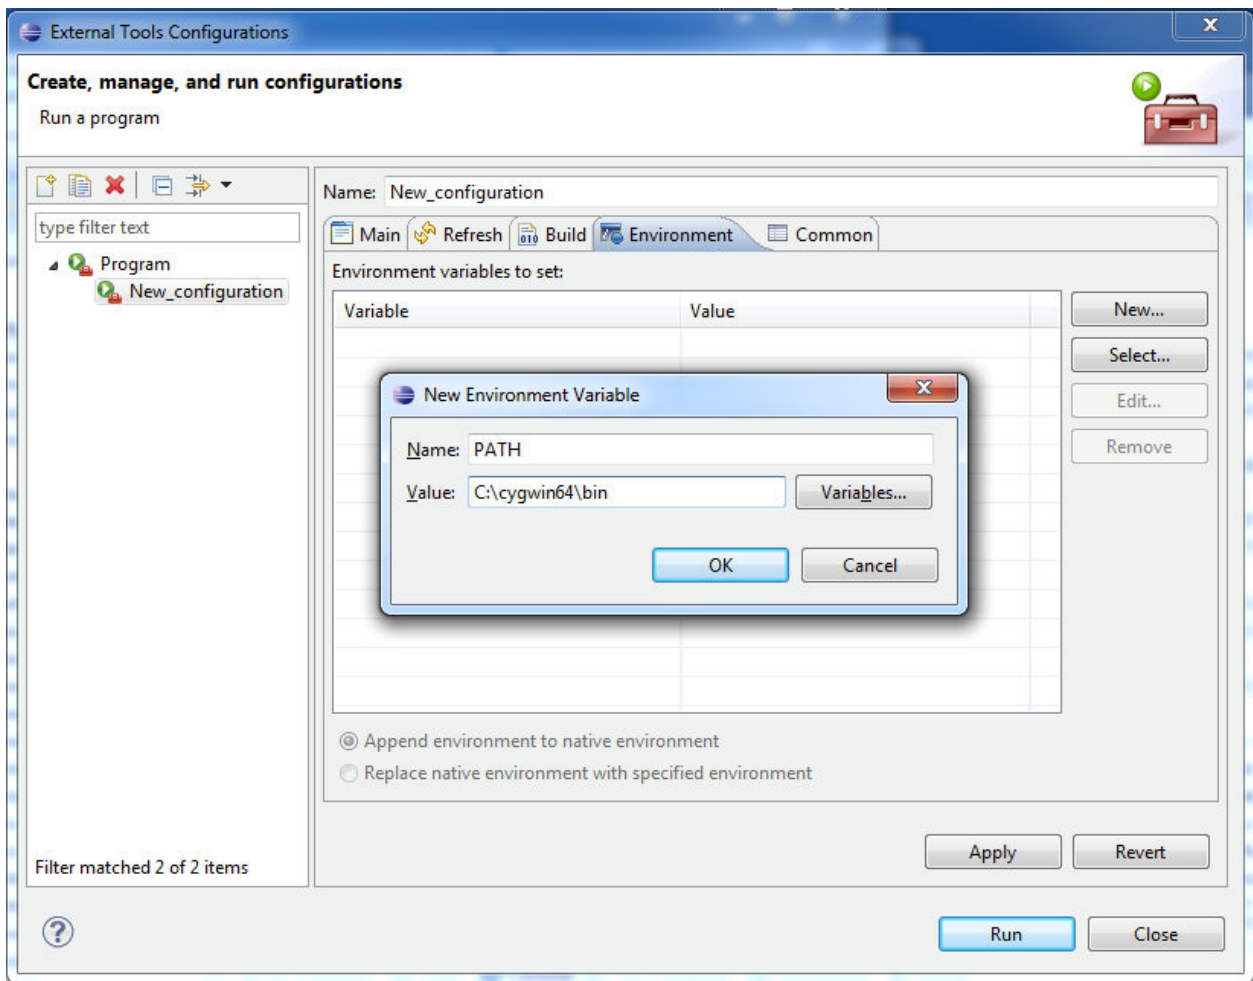 External Tools Configurations
Create, manage, and run configurations
Run a program
type filter text
Program
New_configuration
Filter matched 2 of 2 items
Name: New_configuration
Main Refresh Build Environment Common
Environment variables to set:
Variable Value
New...
Select...
Edit...
Remove
New Environment Variable
Name: PATH
Value: C:\cygwin64\bin Variables...
OK Cancel
Append environment to native environment
Replace native environment with specified environment
Apply Revert
Run Close